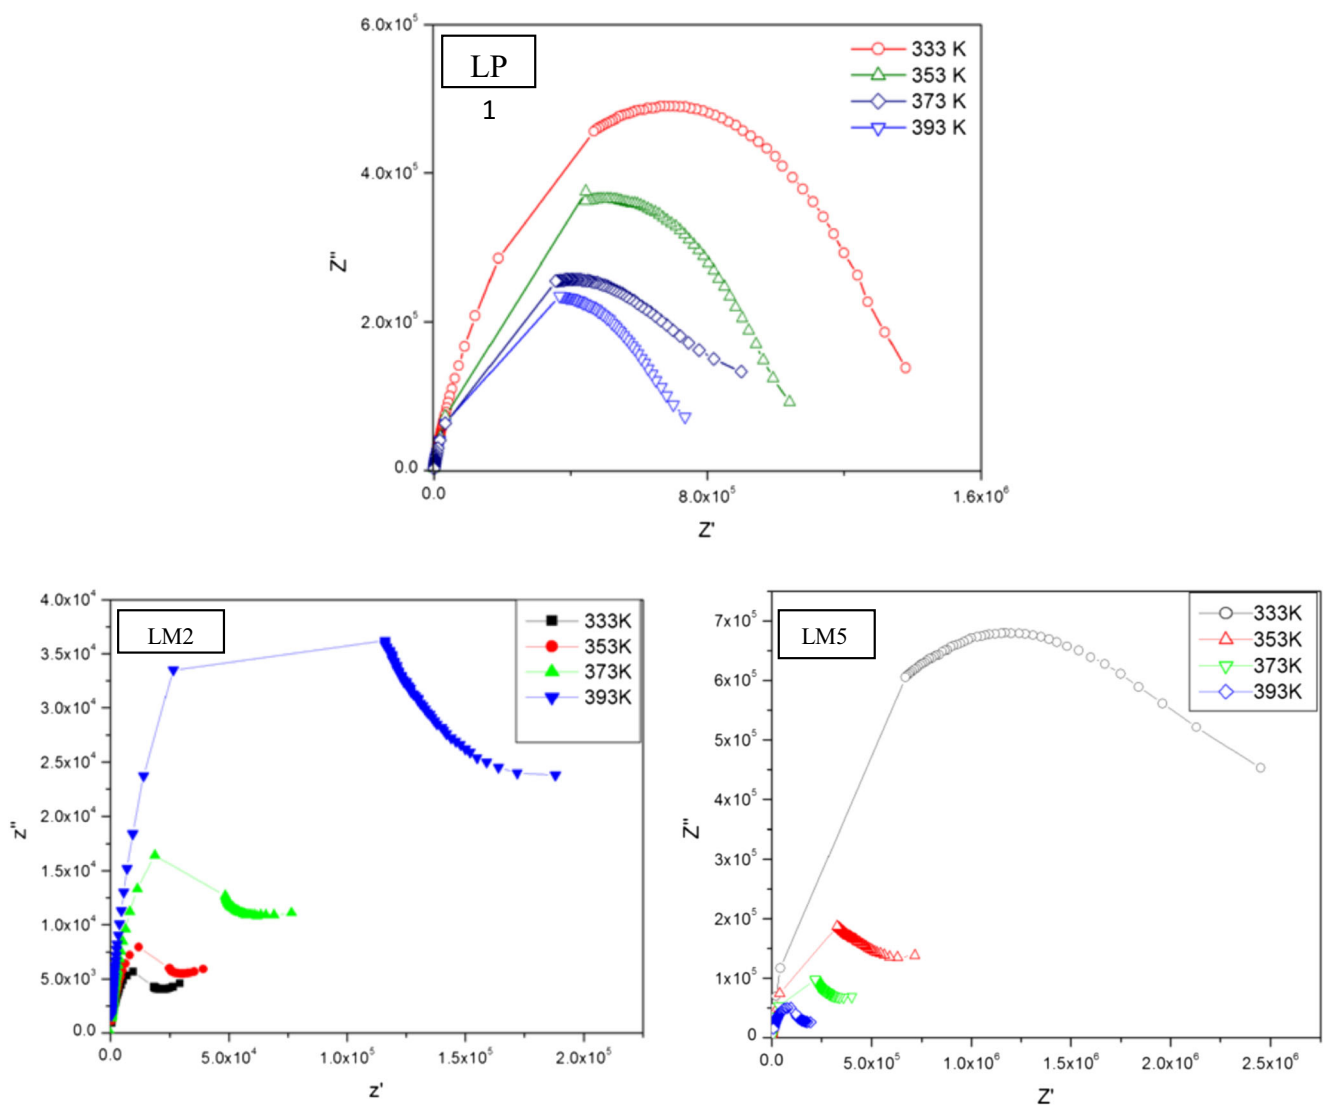 6.0x10⁵
4.0x10⁵
2.0x10⁵
0.0
Z"
LP
1
333 K
353 K
373 K
393 K
0.0
8.0x10⁵
1.6x10⁶
Z'
4.0x10⁴
3.5x10⁴
3.0x10⁴
2.5x10⁴
2.0x10⁴
1.5x10⁴
1.0x10⁴
5.0x10³
0.0
z"
LM2
333K
353K
373K
393K
0.0
5.0x10⁴
1.0x10⁵
1.5x10⁵
2.0x10⁵
z'
7x10⁵
6x10⁵
5x10⁵
4x10⁵
3x10⁵
2x10⁵
1x10⁵
0
Z"
LM5
333K
353K
373K
393K
0.0
5.0x10⁵
1.0x10⁶
1.5x10⁶
2.0x10⁶
2.5x10⁶
Z'